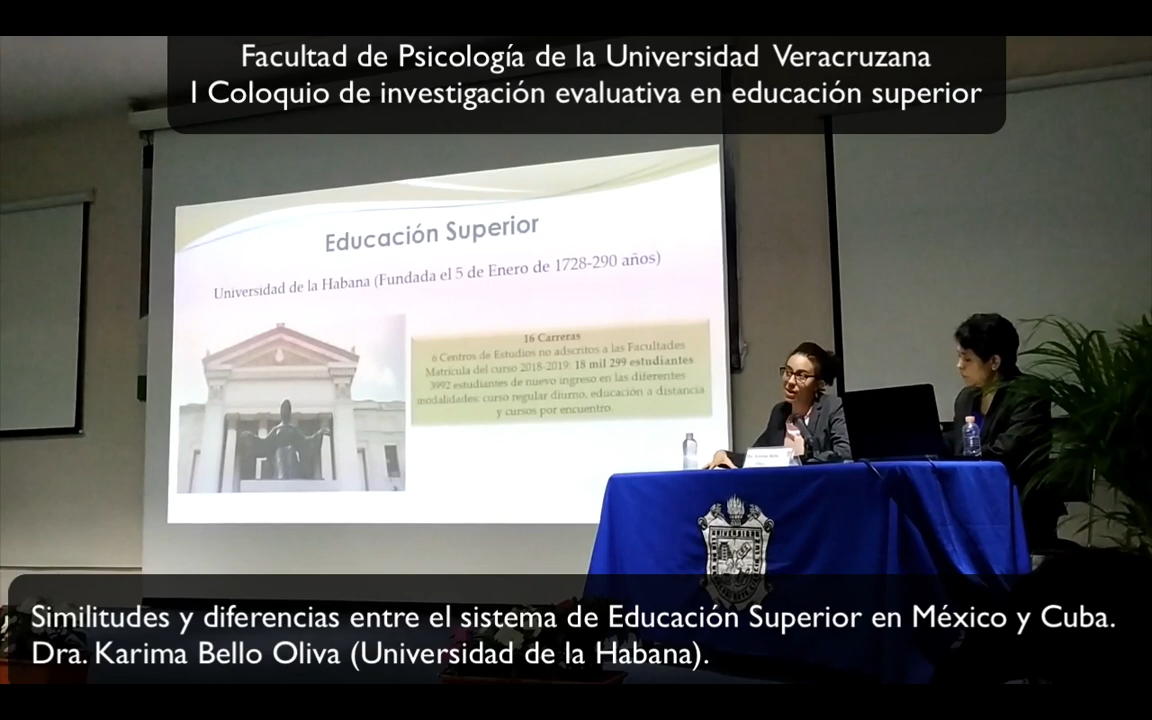 Facultad de Psicología de la Universidad Veracruzana
I Coloquio de investigación evaluativa en educación superior
Educación Superior
Universidad de la Habana (Fundada el 5 de Enero de 1728-290 años)
16 Carreras
6 Centros de Estudios no adscritos a las Facultades
Matrícula del curso 2018-2019: 18 mil 299 estudiantes
3992 estudiantes de nuevo ingreso en las diferentes
modalidades: curso regular diurno, educación a distancia
y cursos por encuentro.
Similitudes y diferencias entre el sistema de Educación Superior en México y Cuba.
Dra. Karima Bello Oliva (Universidad de la Habana).